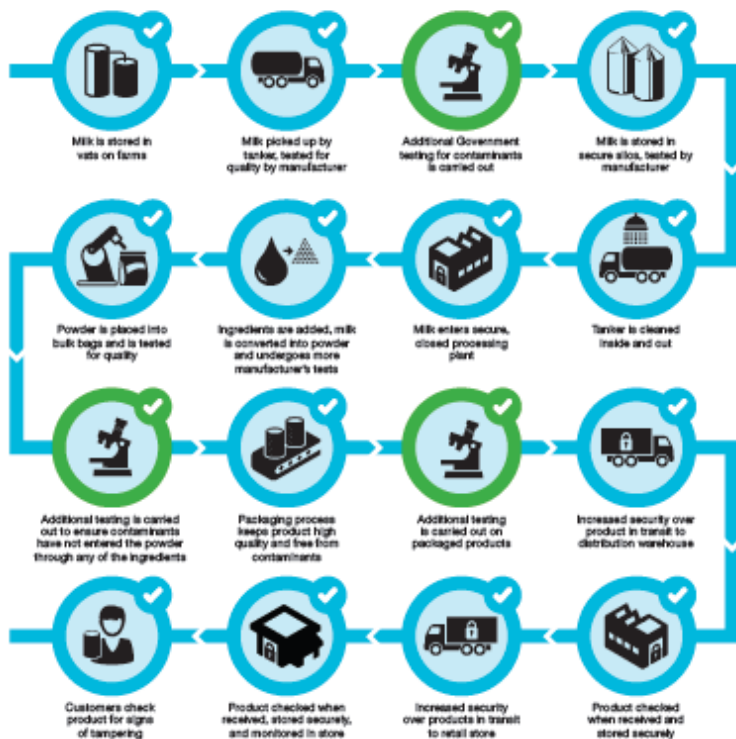 Milk is stored in
vats on farms
Milk picked up by
tanker, tested for
quality by manufacturer
Additional Government
testing for contaminants
is carried out
Milk is stored in
secure silos, tested by
manufacturer
Powder is placed into
bulk bags and is tested
for quality
Ingredients are added, milk
is converted into powder
and undergoes more
manufacturer's tests
Milk enters secure,
closed processing
plant
Tanker is cleaned
inside and out
Additional testing is carried
out to ensure contaminants
have not entered the powder
through any of the ingredients
Packaging process
keeps product high
quality and free from
contaminants
Additional testing
is carried out on
packaged products
Increased security over
product in transit to
distribution warehouse
Customers check
product for signs
of tampering
Product checked when
received, stored securely,
and monitored in store
Increased security
over products in transit
to retail store
Product checked
when received and
stored securely